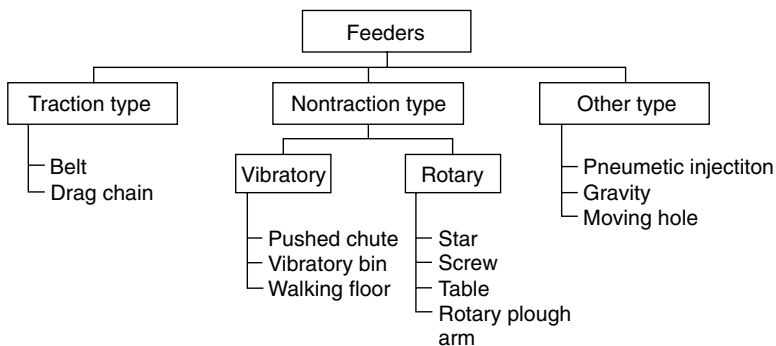 Feeders
Traction type
Nontraction type
Other type
Belt
Drag chain
Vibratory
Rotary
Pneumetic injectiton
Gravity
Moving hole
Pushed chute
Vibratory bin
Walking floor
Star
Screw
Table
Rotary plough
arm